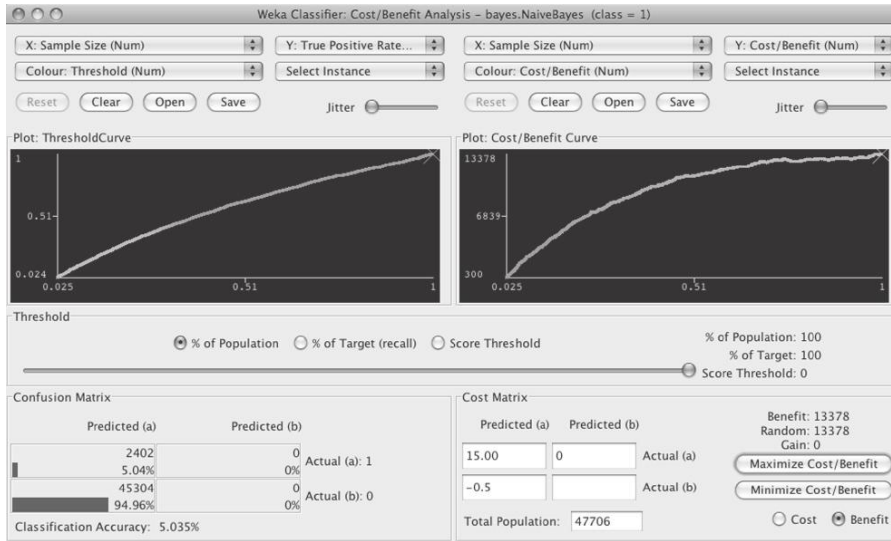 Weka Classifier: Cost/Benefit Analysis – bayes.NaiveBayes (class = 1)
X: Sample Size (Num)
Y: True Positive Rate...
X: Sample Size (Num)
Y: Cost/Benefit (Num)
Colour: Threshold (Num)
Select Instance
Colour: Cost/Benefit (Num)
Select Instance
Reset
Clear
Open
Save
Jitter
Reset
Clear
Open
Save
Jitter
Plot: ThresholdCurve
1
0.51
0.024
0.025
0.51
1
Plot: Cost/Benefit Curve
13378
6839
300
0.025
0.51
1
Threshold
% of Population
% of Target (recall)
Score Threshold
% of Population: 100
% of Target: 100
Score Threshold: 0
Confusion Matrix
Predicted (a)
Predicted (b)
2402
0
Actual (a): 1
5.04%
0%
45304
0
Actual (b): 0
94.96%
0%
Classification Accuracy: 5.035%
Cost Matrix
Predicted (a)
Predicted (b)
15.00
0
Actual (a)
-0.5
Actual (b)
Total Population: 47706
Benefit: 13378
Random: 13378
Gain: 0
Maximize Cost/Benefit
Minimize Cost/Benefit
Cost
Benefit